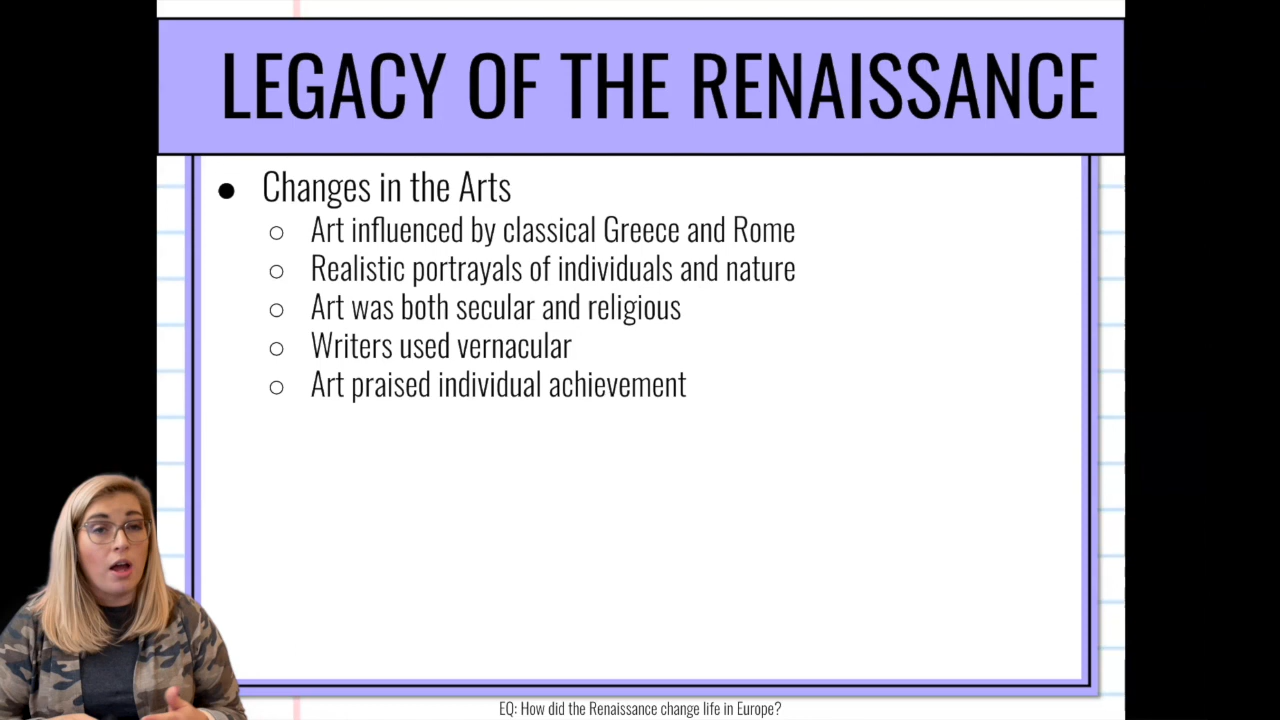 LEGACY OF THE RENAISSANCE
● Changes in the Arts
○ Art influenced by classical Greece and Rome
○ Realistic portrayals of individuals and nature
○ Art was both secular and religious
○ Writers used vernacular
○ Art praised individual achievement
EQ: How did the Renaissance change life in Europe?